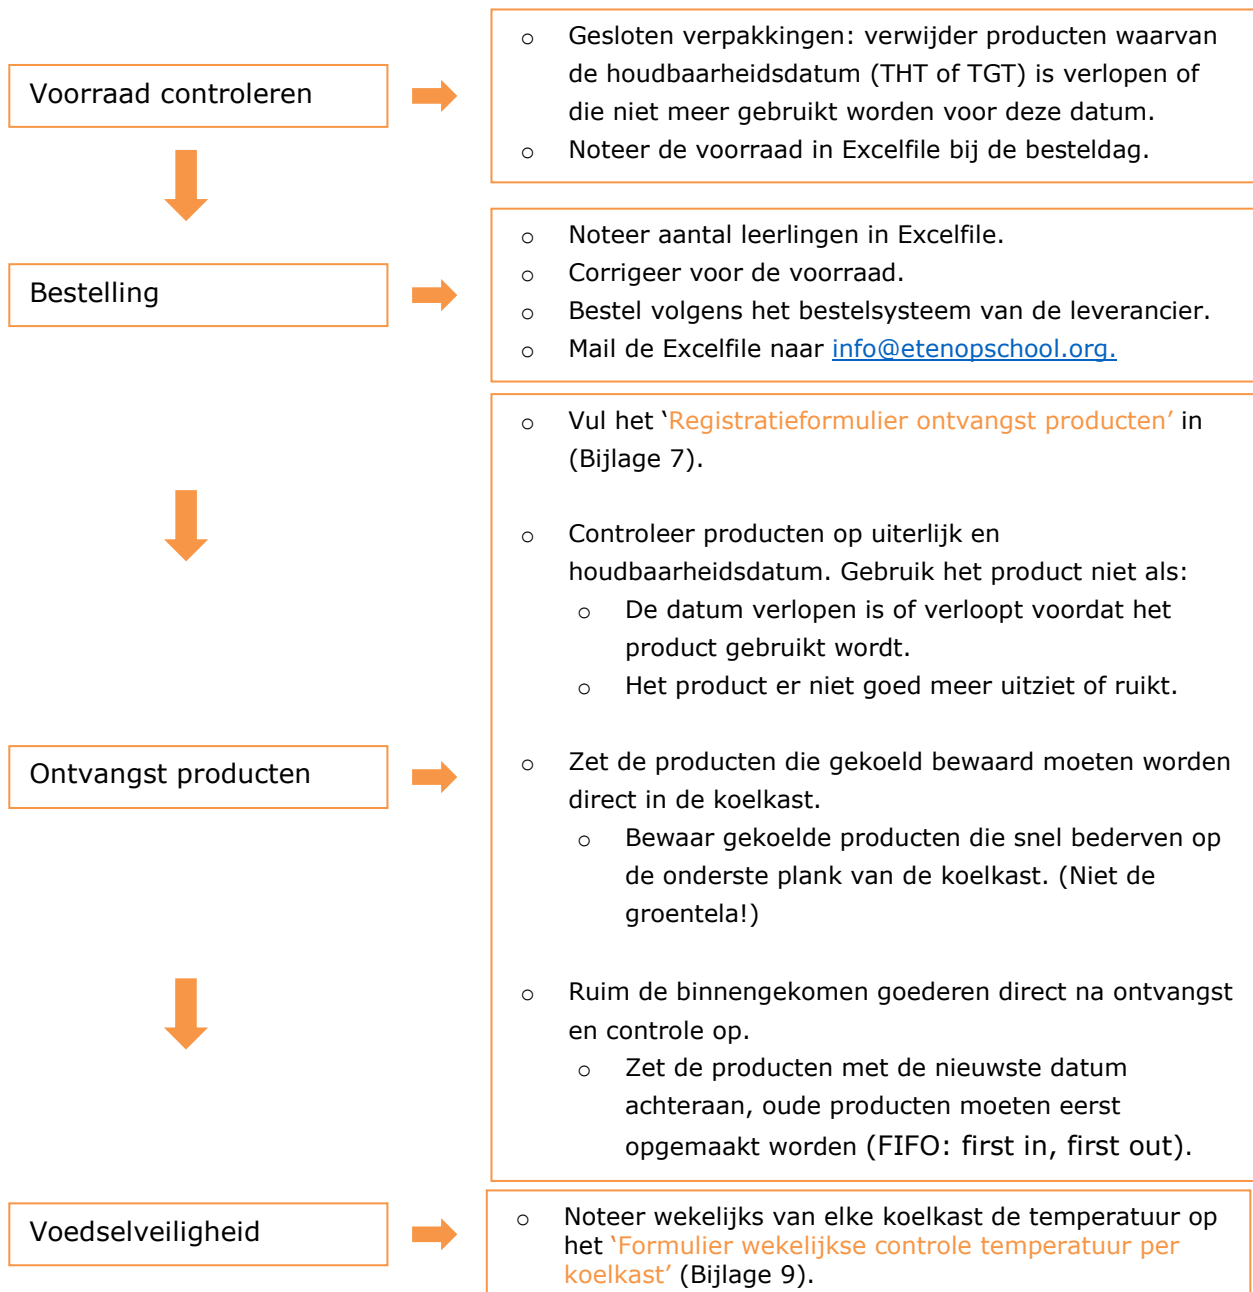 Voorraad controleren
o Gesloten verpakkingen: verwijder producten waarvan
de houdbaarheidsdatum (THT of TGT) is verlopen of
die niet meer gebruikt worden voor deze datum.
o Noteer de voorraad in Excelfile bij de besteldag.
Bestelling
o Noteer aantal leerlingen in Excelfile.
o Corrigeer voor de voorraad.
o Bestel volgens het bestelsysteem van de leverancier.
o Mail de Excelfile naar info@etenopschool.org.
Ontvangst producten
o Vul het ‘Registratieformulier ontvangst producten’ in
(Bijlage 7).
o Controleer producten op uiterlijk en
houdbaarheidsdatum. Gebruik het product niet als:
o De datum verlopen is of verloopt voordat het
product gebruikt wordt.
o Het product er niet goed meer uitziet of ruikt.
o Zet de producten die gekoeld bewaard moeten worden
direct in de koelkast.
o Bewaar gekoelde producten die snel bederven op
de onderste plank van de koelkast. (Niet de
groentela!)
o Ruim de binnengekomen goederen direct na ontvangst
en controle op.
o Zet de producten met de nieuwste datum
achteraan, oude producten moeten eerst
opgemaakt worden (FIFO: first in, first out).
Voedselveiligheid
o Noteer wekelijks van elke koelkast de temperatuur op
het ‘Formulier wekelijkse controle temperatuur per
koelkast’ (Bijlage 9).